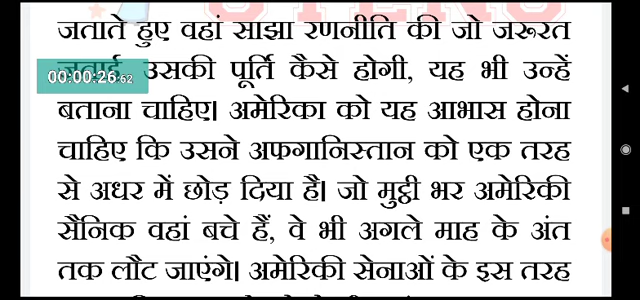 जताते हुए वहां साझा रणनीति की जो जरूरत
जताई, उसकी पूर्ति कैसे होगी, यह भी उन्हें
00:00:26:62
बताना चाहिए। अमेरिका को यह आभास होना
चाहिए कि उसने अफगानिस्तान को एक तरह
से अधर में छोड़ दिया है। जो मुट्ठी भर अमेरिकी
सैनिक वहां बचे हैं, वे भी अगले माह के अंत
तक लौट जाएंगे। अमेरिकी सेनाओं के इस तरह